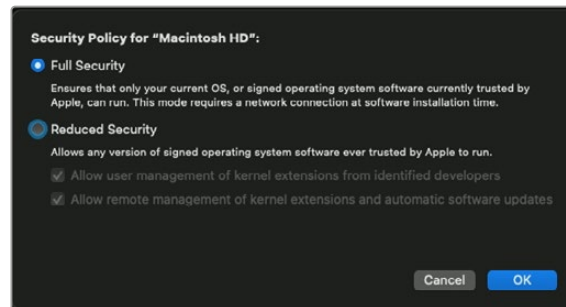 Security Policy for “Macintosh HD”:
Full Security
Ensures that only your current OS, or signed operating system software currently trusted by
Apple, can run. This mode requires a network connection at software installation time.
Reduced Security
Allows any version of signed operating system software ever trusted by Apple to run.
Allow user management of kernel extensions from identified developers
Allow remote management of kernel extensions and automatic software updates
Cancel OK